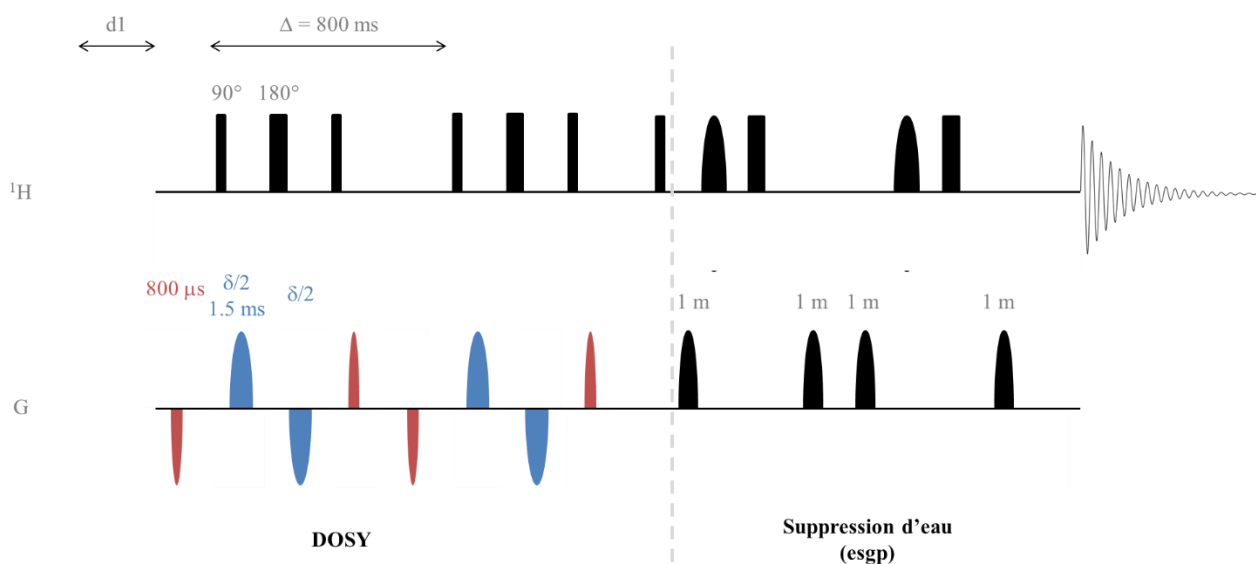 d1
Δ = 800 ms
90° 180°
¹H
800 μs
δ/2
1.5 ms
δ/2
1 m 1 m 1 m 1 m
G
DOSY
Suppression d’eau
(esgp)